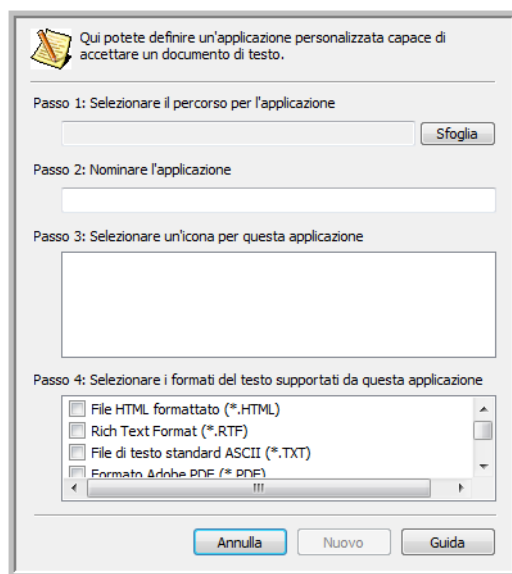 Qui potete definire un'applicazione personalizzata capace di
accettare un documento di testo.
Passo 1: Selezionare il percorso per l'applicazione
Sfoglia
Passo 2: Nominare l'applicazione
Passo 3: Selezionare un'icona per questa applicazione
Passo 4: Selezionare i formati del testo supportati da questa applicazione
File HTML formattato (*.HTML)
Rich Text Format (*.RTF)
File di testo standard ASCII (*.TXT)
Formato Adobe PDF (*.PDF)
Annulla
Nuovo
Guida